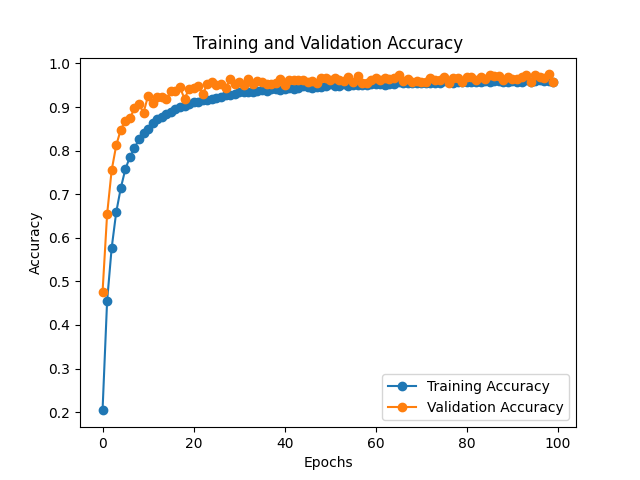 Training and Validation Accuracy
1.0
0.9
0.8
0.7
0.6
0.5
0.4
0.3
0.2
Accuracy
Training Accuracy
Validation Accuracy
0 20 40 60 80 100
Epochs